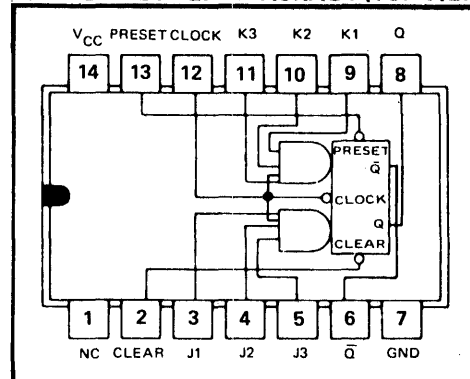 VCC PRESET CLOCK K3 K2 K1 Q
14 13 12 11 10 9 8
PRESET
Q̄
CLOCK
Q
CLEAR
1 2 3 4 5 6 7
NC CLEAR J1 J2 J3 Q̄ GND